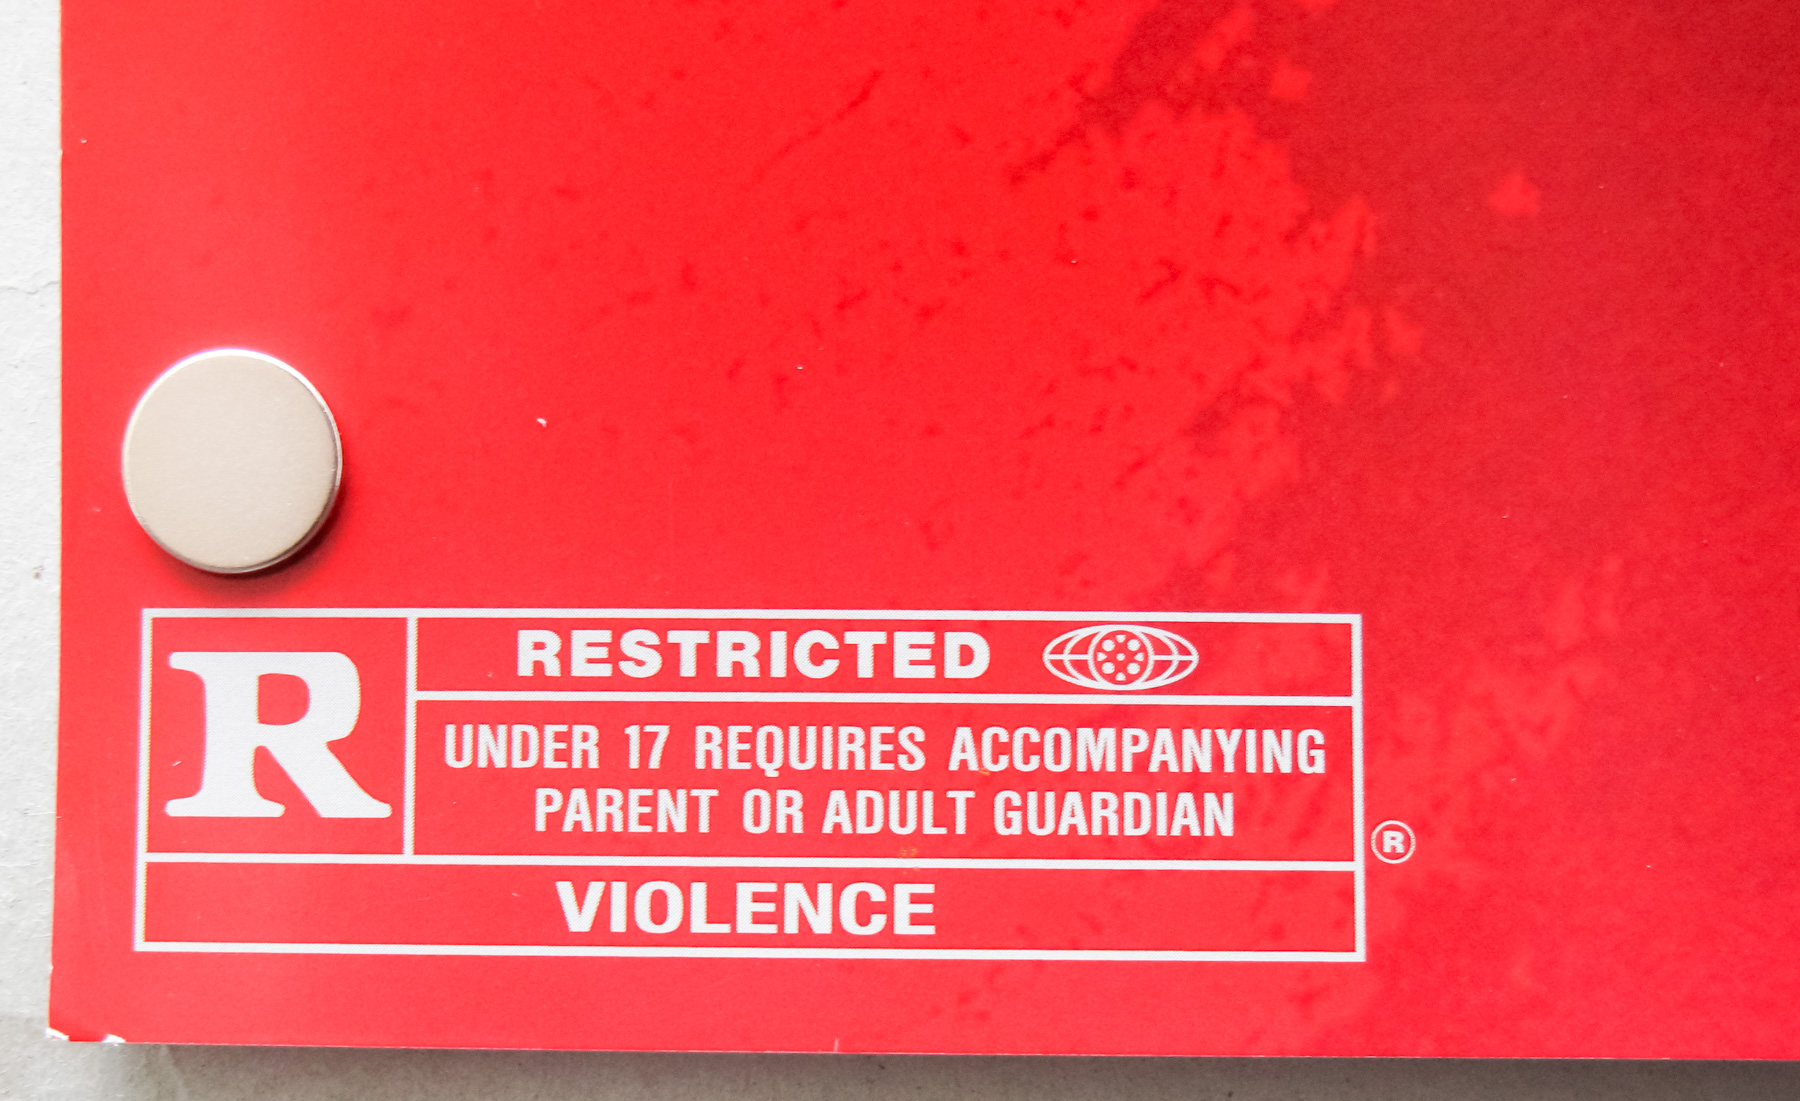 R
RESTRICTED
UNDER 17 REQUIRES ACCOMPANYING
PARENT OR ADULT GUARDIAN
®
VIOLENCE